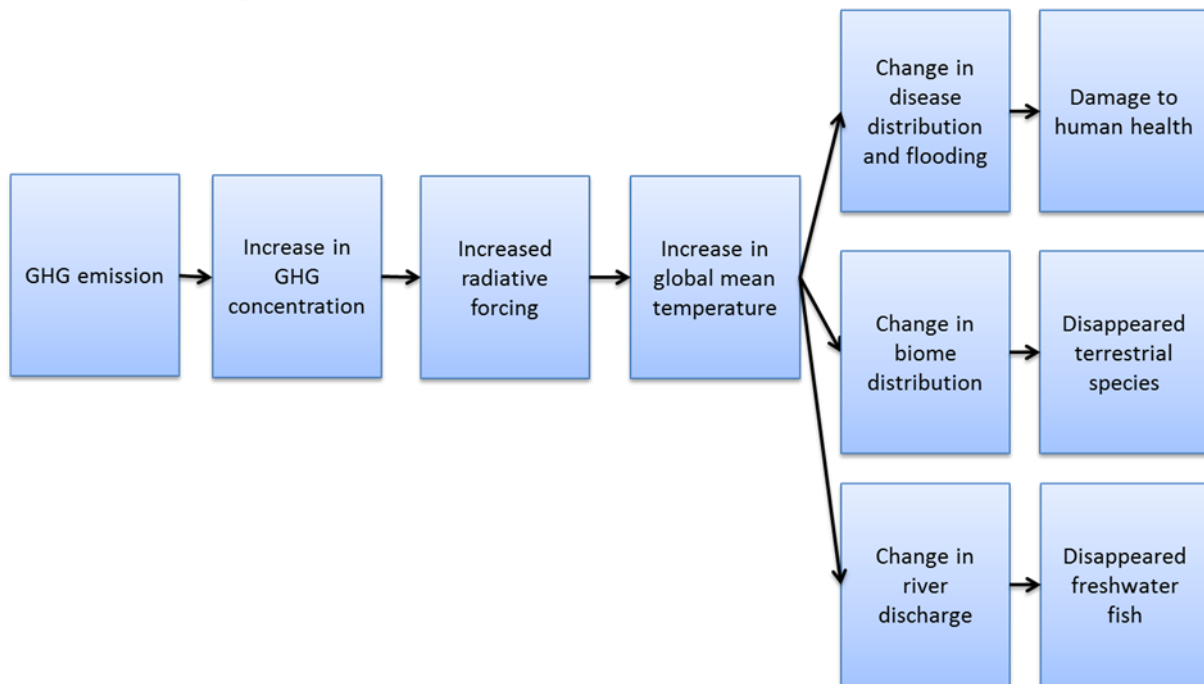 GHG emission
Increase in
GHG
concentration
Increased
radiative
forcing
Increase in
global mean
temperature
Change in
disease
distribution
and flooding
Damage to
human health
Change in
biome
distribution
Disappeared
terrestrial
species
Change in
river
discharge
Disappeared
freshwater
fish